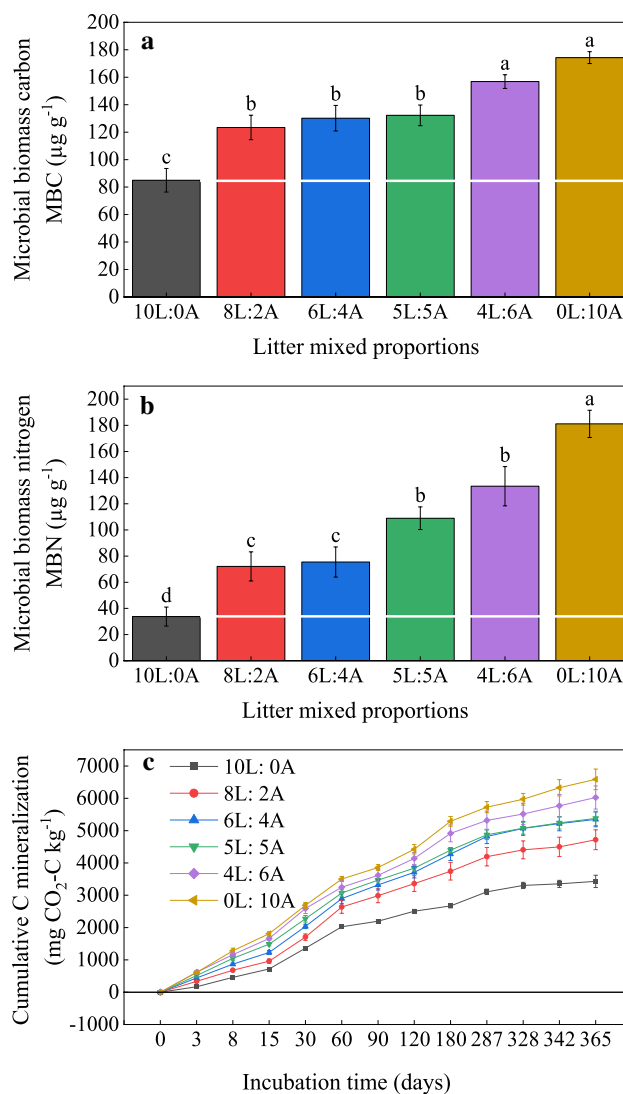 a
Microbial biomass carbon
MBC (μg g⁻¹)
200
180
160
140
120
100
80
60
40
20
0
c
b
b
b
a
a
10L:0A 8L:2A 6L:4A 5L:5A 4L:6A 0L:10A
Litter mixed proportions
b
Microbial biomass nitrogen
MBN (μg g⁻¹)
200
180
160
140
120
100
80
60
40
20
0
d
c
c
b
b
a
10L:0A 8L:2A 6L:4A 5L:5A 4L:6A 0L:10A
Litter mixed proportions
c
Cumulative C mineralization
(mg CO₂-C kg⁻¹)
7000
6000
5000
4000
3000
2000
1000
0
-1000
10L: 0A
8L: 2A
6L: 4A
5L: 5A
4L: 6A
0L: 10A
0 3 8 15 30 60 90 120 180 287 328 342 365
Incubation time (days)